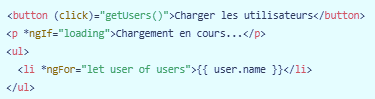 <button (click)="getUsers()">Charger les utilisateurs</button>
<p *ngIf="loading">Chargement en cours...</p>
<ul>
  <li *ngFor="let user of users">{{ user.name }}</li>
</ul>